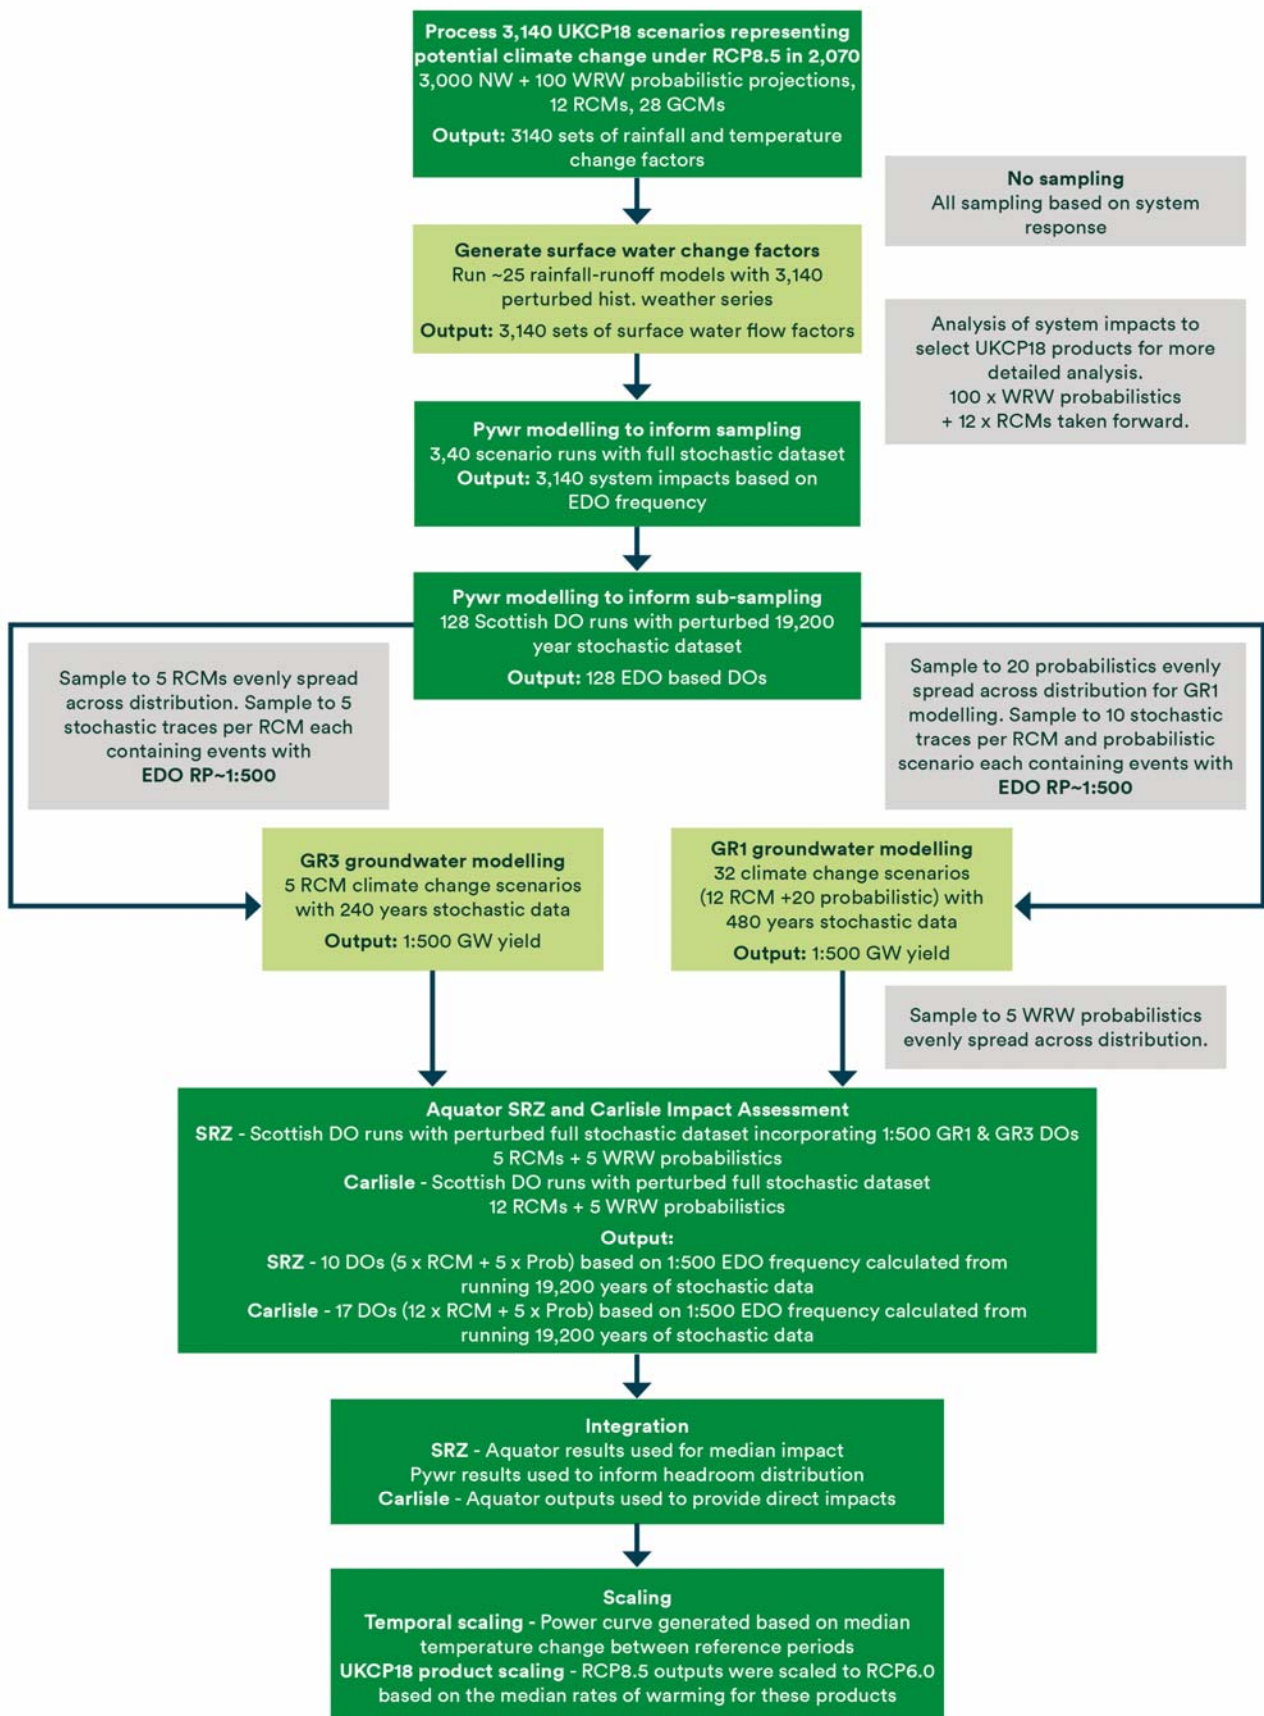 Process 3,140 UKCP18 scenarios representing
potential climate change under RCP8.5 in 2,070
3,000 NW + 100 WRW probabilistic projections,
12 RCMs, 28 GCMs
Output: 3140 sets of rainfall and temperature
change factors
No sampling
All sampling based on system
response
Generate surface water change factors
Run ~25 rainfall-runoff models with 3,140
perturbed hist. weather series
Output: 3,140 sets of surface water flow factors
Analysis of system impacts to
select UKCP18 products for more
detailed analysis.
100 x WRW probabilistics
+ 12 x RCMs taken forward.
Pywr modelling to inform sampling
3,40 scenario runs with full stochastic dataset
Output: 3,140 system impacts based on
EDO frequency
Pywr modelling to inform sub-sampling
128 Scottish DO runs with perturbed 19,200
year stochastic dataset
Output: 128 EDO based DOs
Sample to 5 RCMs evenly spread
across distribution. Sample to 5
stochastic traces per RCM each
containing events with
EDO RP~1:500
Sample to 20 probabilistics evenly
spread across distribution for GR1
modelling. Sample to 10 stochastic
traces per RCM and probabilistic
scenario each containing events with
EDO RP~1:500
GR3 groundwater modelling
5 RCM climate change scenarios
with 240 years stochastic data
Output: 1:500 GW yield
GR1 groundwater modelling
32 climate change scenarios
(12 RCM +20 probabilistic) with
480 years stochastic data
Output: 1:500 GW yield
Sample to 5 WRW probabilistics
evenly spread across distribution.
Aquator SRZ and Carlisle Impact Assessment
SRZ - Scottish DO runs with perturbed full stochastic dataset incorporating 1:500 GR1 & GR3 DOs
5 RCMs + 5 WRW probabilistics
Carlisle - Scottish DO runs with perturbed full stochastic dataset
12 RCMs + 5 WRW probabilistics
Output:
SRZ - 10 DOs (5 x RCM + 5 x Prob) based on 1:500 EDO frequency calculated from
running 19,200 years of stochastic data
Carlisle - 17 DOs (12 x RCM + 5 x Prob) based on 1:500 EDO frequency calculated from
running 19,200 years of stochastic data
Integration
SRZ - Aquator results used for median impact
Pywr results used to inform headroom distribution
Carlisle - Aquator outputs used to provide direct impacts
Scaling
Temporal scaling - Power curve generated based on median
temperature change between reference periods
UKCP18 product scaling - RCP8.5 outputs were scaled to RCP6.0
based on the median rates of warming for these products